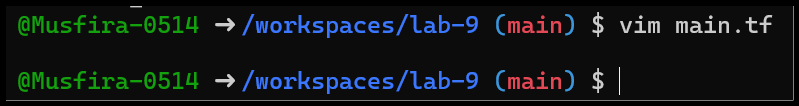 @Musfira-0514 ➜ /workspaces/lab-9 (main) $ vim main.tf
@Musfira-0514 ➜ /workspaces/lab-9 (main) $